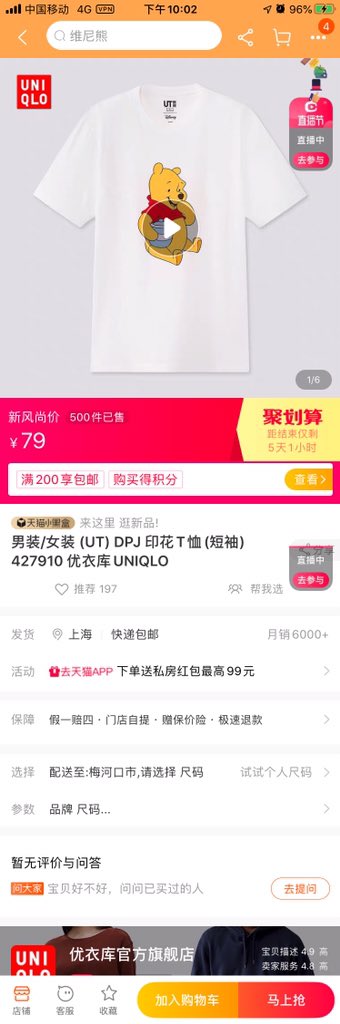 中国移动 4G VPN 下午10:02 96%
维尼熊
4
UNI
QLO
UT
Disney
直播节
直播中
去参与
1/6
新风尚价 500件已售
¥79
聚划算
距结束仅剩
5天1小时
满200享包邮 购买得积分 查看
天猫小黑盒 来这里 逛新品!
男装/女装 (UT) DPJ 印花T恤(短袖)
427910 优衣库UNIQLO
分享
直播中
去参与
推荐 197 帮我选
发货 上海 快递包邮 月销6000+
活动 去天猫APP 下单送私房红包最高99元
保障 假一赔四·门店自提·赠保价险·极速退款
选择 配送至:梅河口市,请选择 尺码 试试个人尺码
参数 品牌 尺码...
暂无评价与问答
问大家 宝贝好不好，问问已买过的人 去提问
UNI
QLO
优衣库官方旗舰店
宝贝描述 4.9 高
卖家服务 4.8 高
店铺 客服 收藏 加入购物车 马上抢